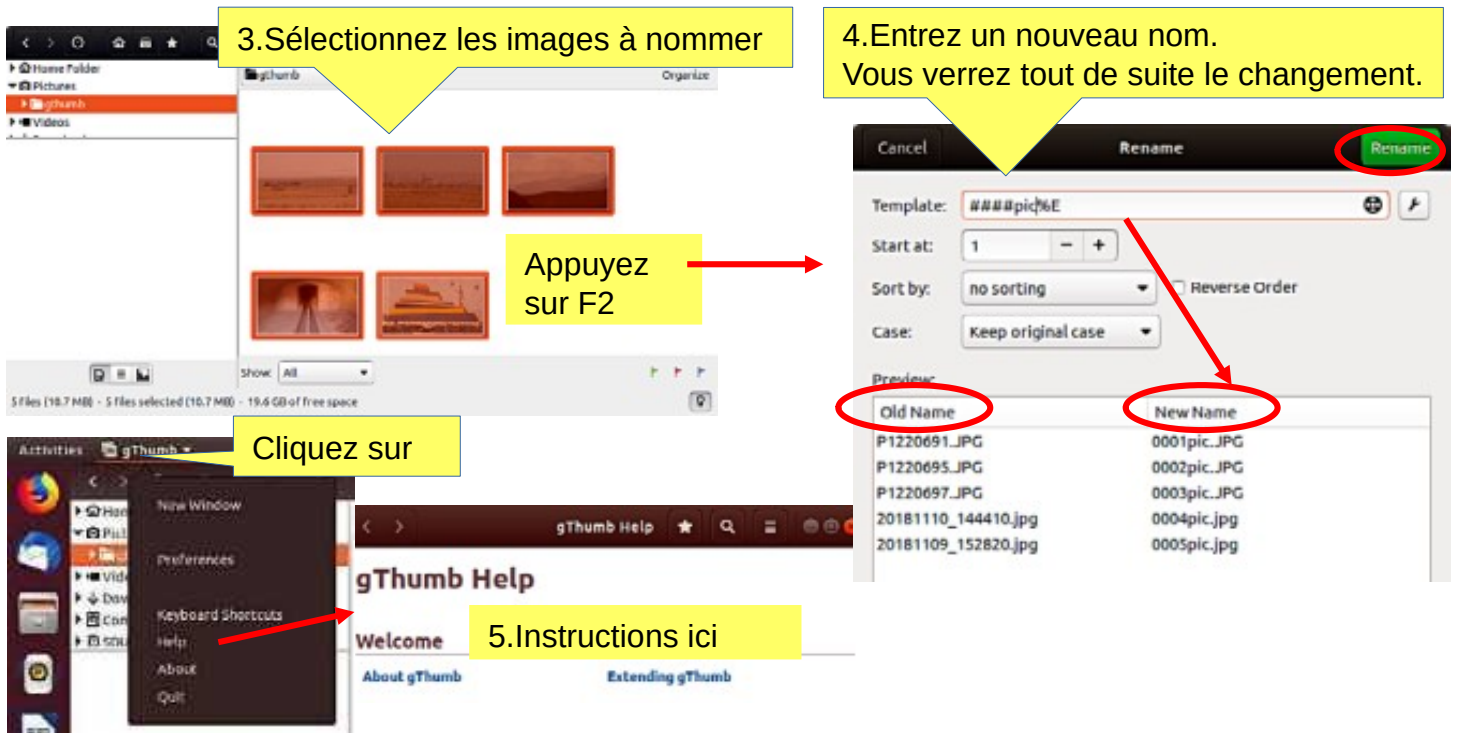 3.Sélectionnez les images à nommer
Home Folder
Pictures
gthumb
Videos
gthumb
Organize
Show: All
5 files (10.7 MB) - 5 files selected (10.7 MB) - 19.6 GB of free space
Appuyez
sur F2
4.Entrez un nouveau nom.
Vous verrez tout de suite le changement.
Cancel
Rename
Rename
Template: ####pic%E
Start at: 1 - +
Sort by: no sorting Reverse Order
Case: Keep original case
Preview:
Old Name New Name
P1220691.JPG 0001pic.JPG
P1220695.JPG 0002pic.JPG
P1220697.JPG 0003pic.JPG
20181110_144410.jpg 0004pic.jpg
20181109_152820.jpg 0005pic.jpg
Cliquez sur
Activities gThumb
New Window
Preferences
Keyboard Shortcuts
Help
About
Quit
gThumb Help
gThumb Help
Welcome
5.Instructions ici
About gThumb Extending gThumb